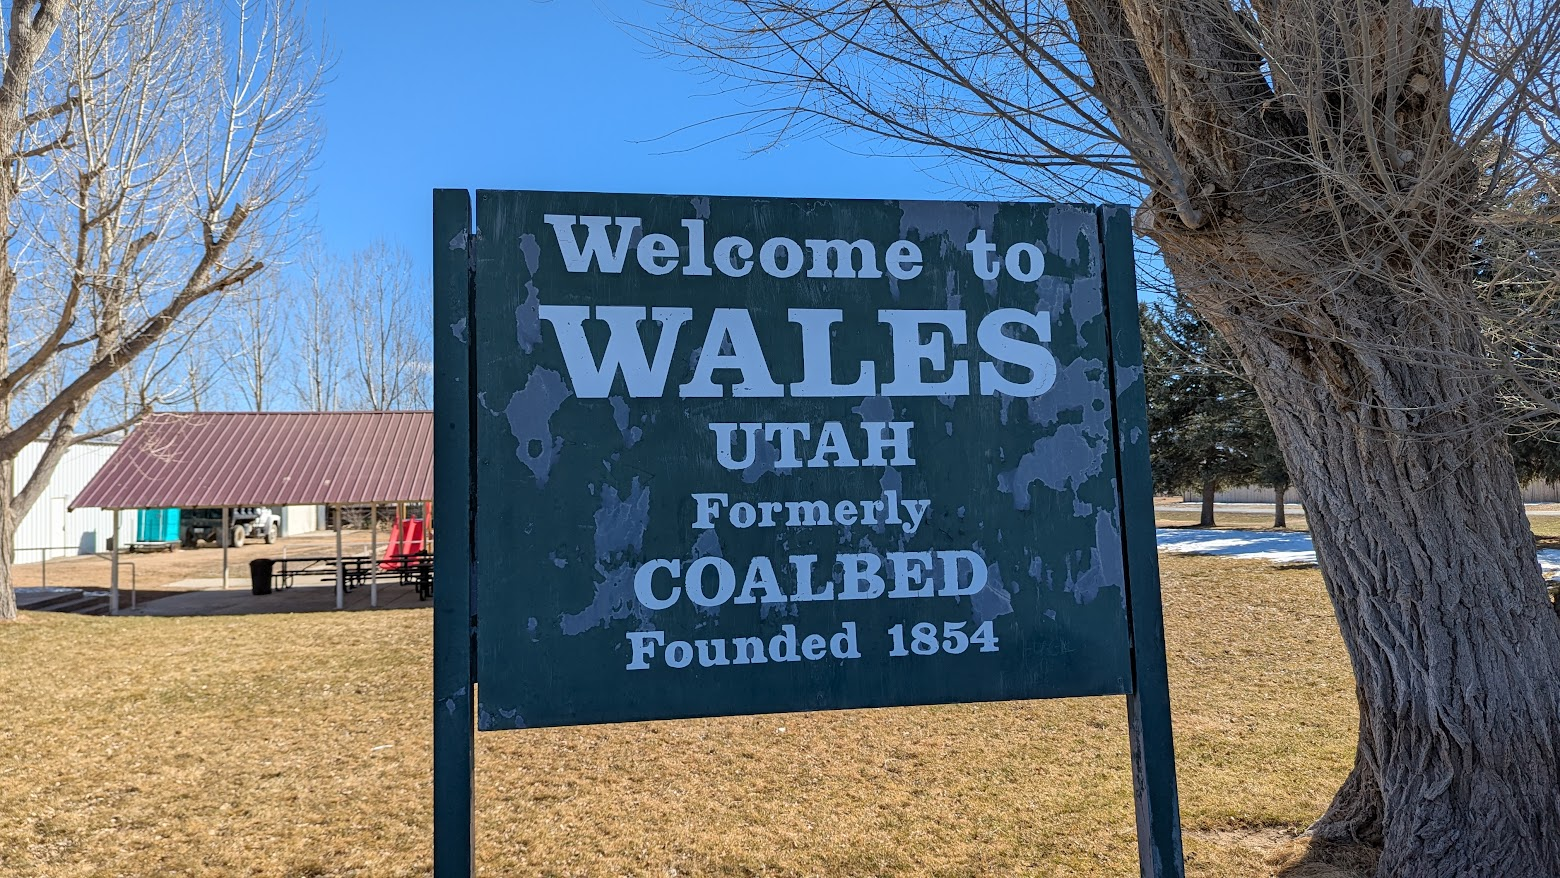 Welcome to
WALES
UTAH
Formerly
COALBED
Founded 1854